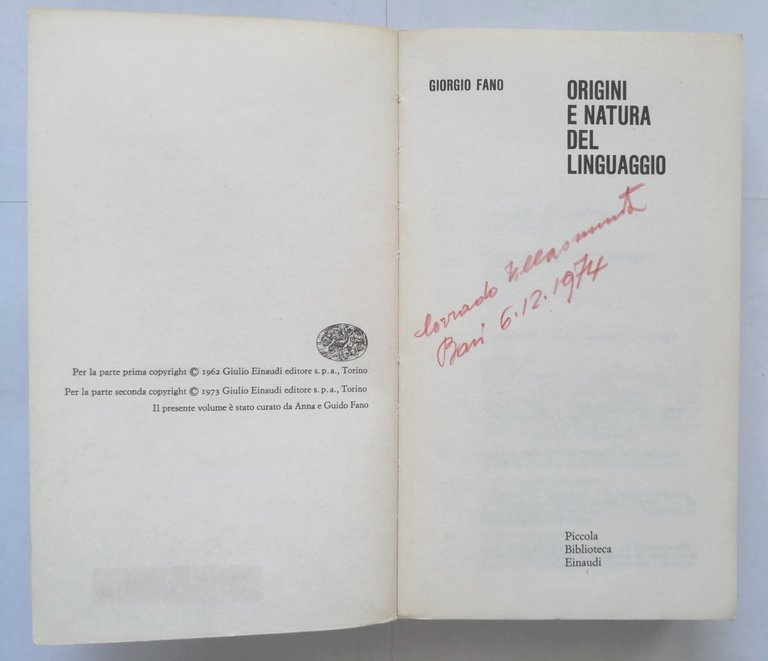 Per la parte prima copyright © 1962 Giulio Einaudi editore s. p. a., Torino
Per la parte seconda copyright © 1973 Giulio Einaudi editore s. p. a., Torino
Il presente volume è stato curato da Anna e Guido Fano
GIORGIO FANO
ORIGINI
E NATURA
DEL
LINGUAGGIO
Corrado
Bari 6.12.1974
Piccola
Biblioteca
Einaudi